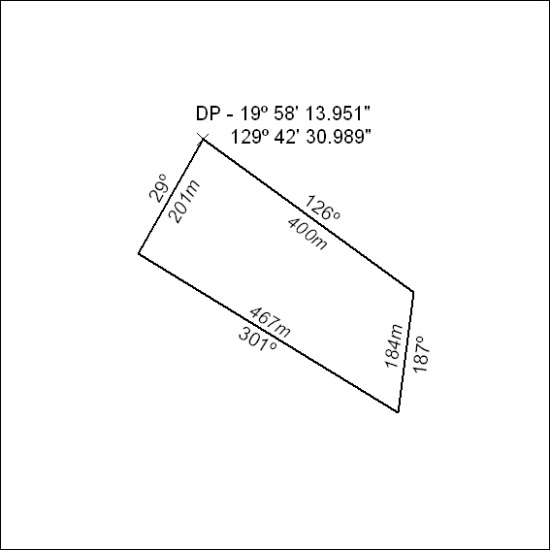 DP - 19º 58' 13.951"
129º 42' 30.989"
29º
201m
126º
400m
467m
301º
184m
187º